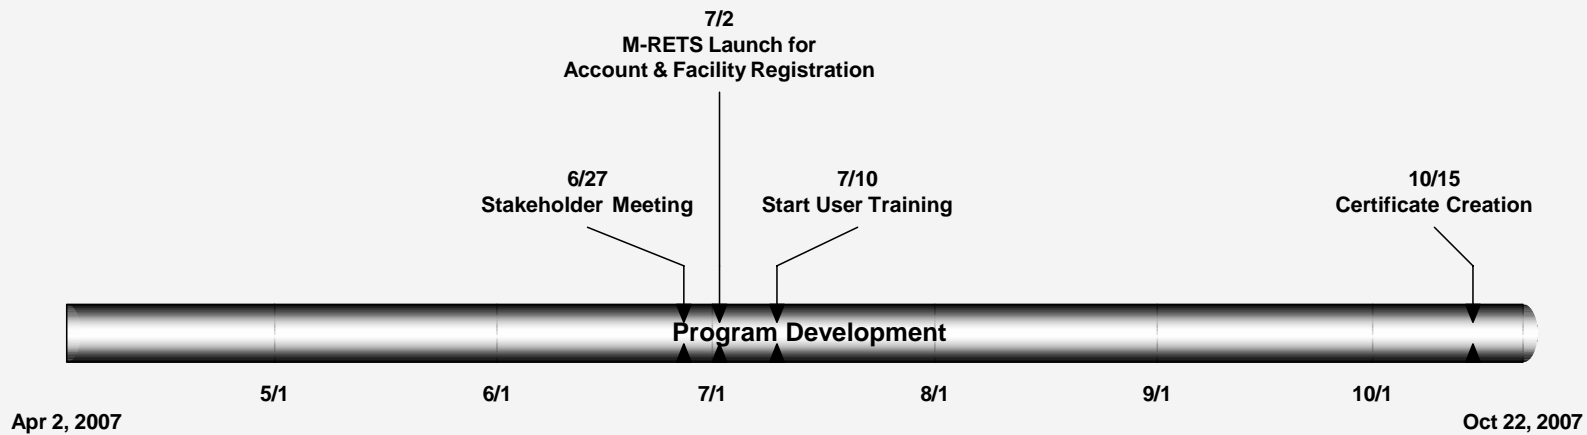 7/2
M-RETS Launch for
Account & Facility Registration
6/27
Stakeholder Meeting
7/10
Start User Training
10/15
Certificate Creation
Program Development
5/1
6/1
7/1
8/1
9/1
10/1
Apr 2, 2007
Oct 22, 2007